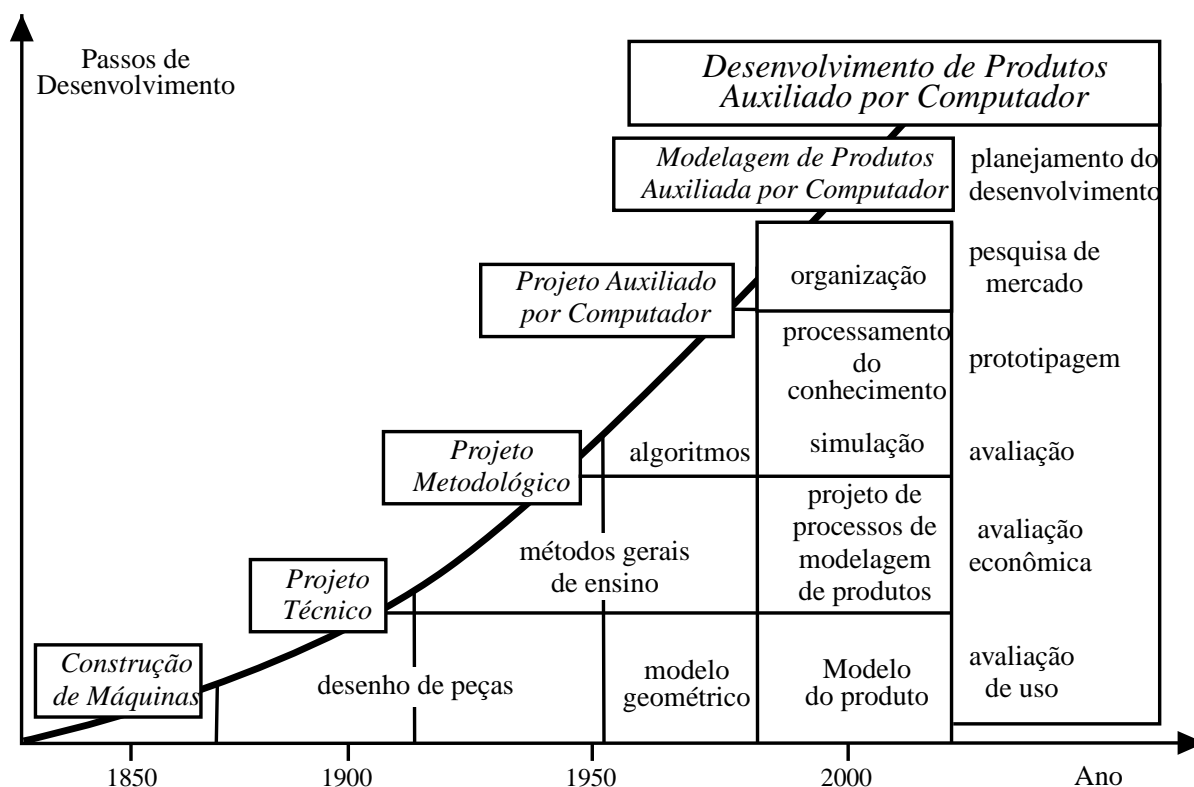 Passos de
Desenvolvimento
Desenvolvimento de Produtos
Auxiliado por Computador
Modelagem de Produtos
Auxiliada por Computador
planejamento do
desenvolvimento
Projeto Auxiliado
por Computador
organização
pesquisa de
mercado
processamento
do
conhecimento
prototipagem
Projeto
Metodológico
algoritmos
simulação
avaliação
Projeto
Técnico
métodos gerais
de ensino
projeto de
processos de
modelagem
de produtos
avaliação
econômica
Construção
de Máquinas
desenho de peças
modelo
geométrico
Modelo
do produto
avaliação
de uso
1850
1900
1950
2000
Ano